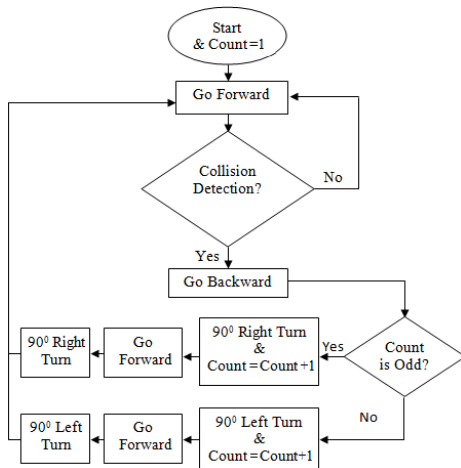 Start
& Count=1
Go Forward
Collision
Detection?
No
Yes
Go Backward
Count
is Odd?
Yes
90⁰ Right Turn
&
Count=Count+1
Go
Forward
90⁰ Right
Turn
No
90⁰ Left Turn
&
Count=Count+1
Go
Forward
90⁰ Left
Turn